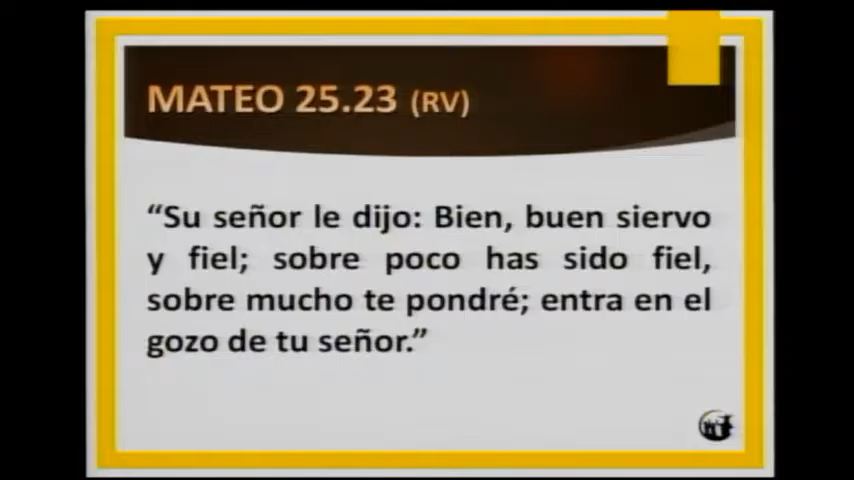 MATEO 25.23 (RV)
“Su señor le dijo: Bien, buen siervo
y fiel; sobre poco has sido fiel,
sobre mucho te pondré; entra en el
gozo de tu señor.”